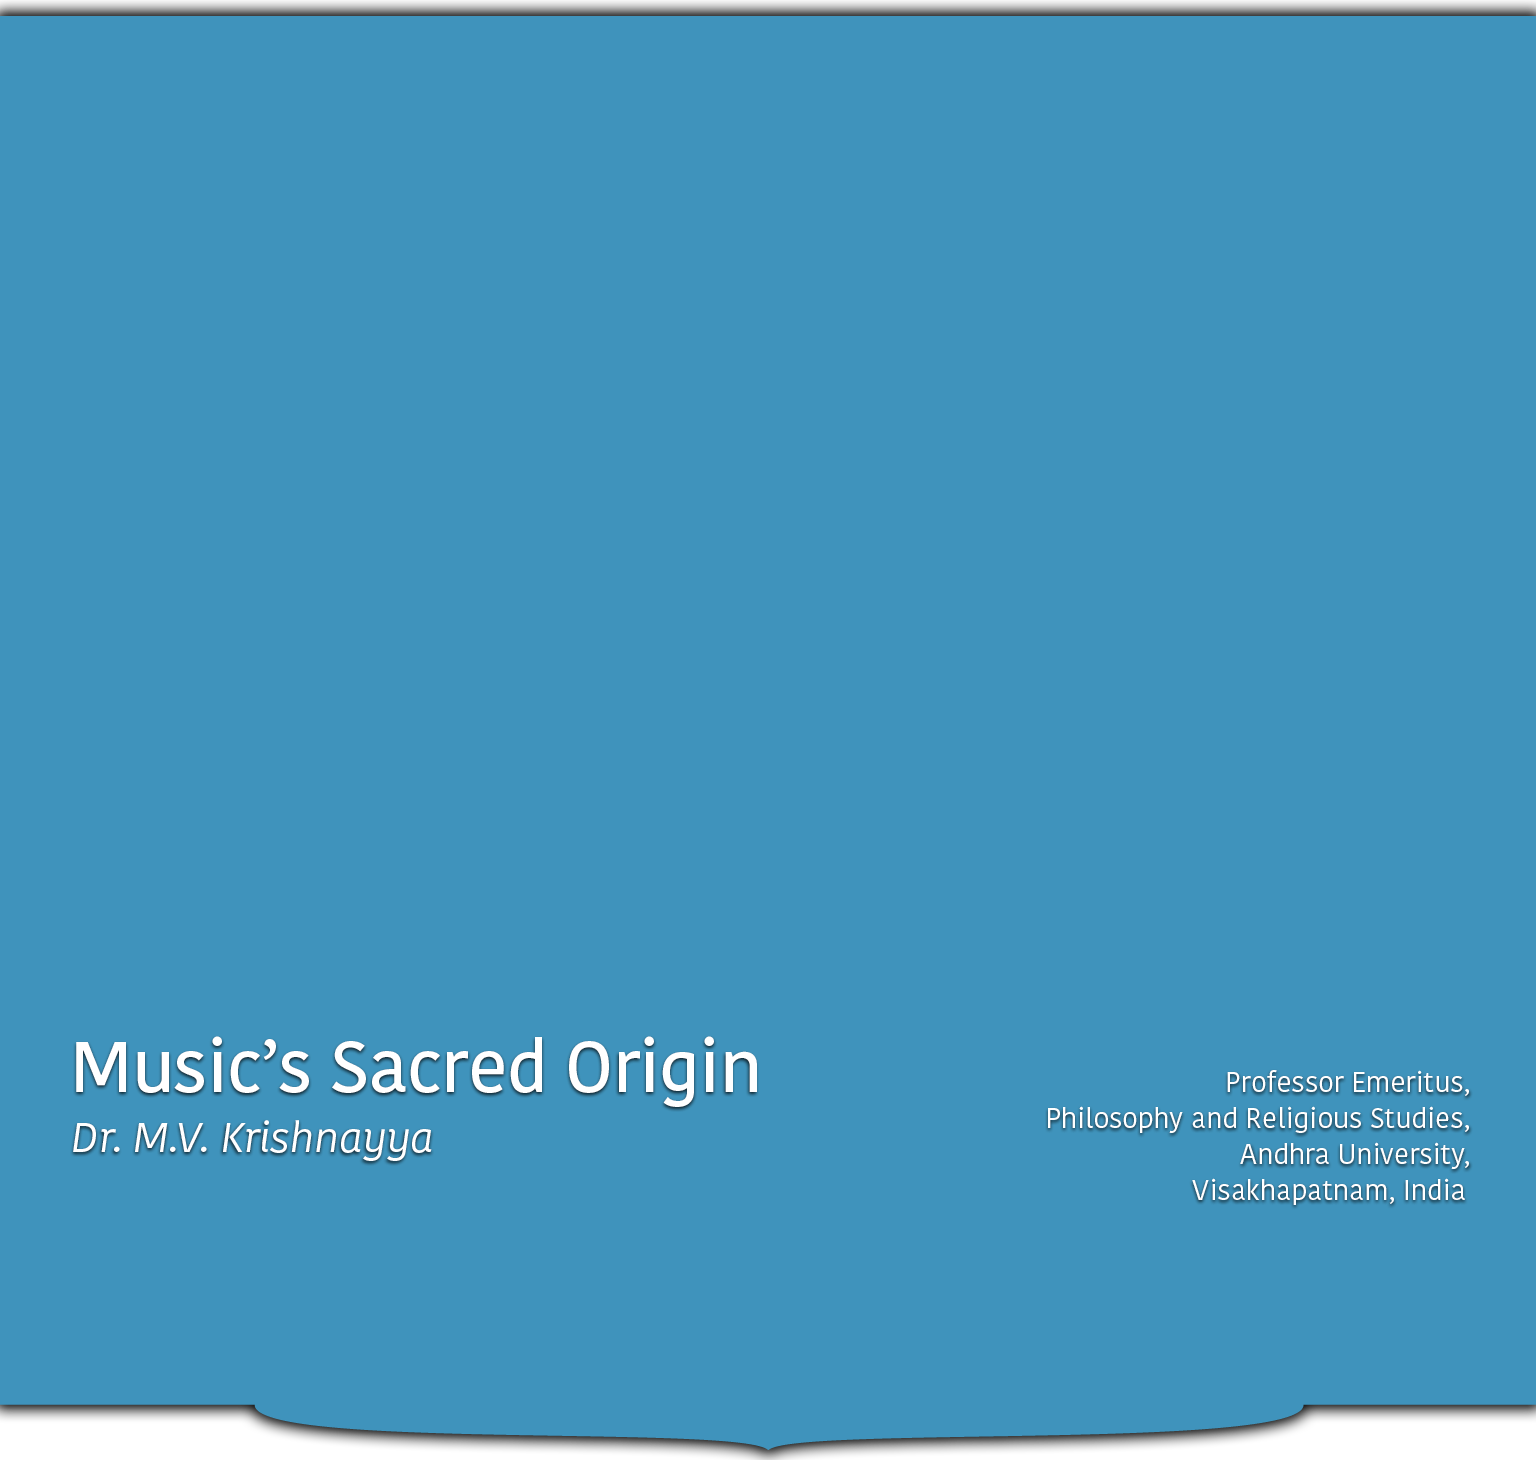 Music’s Sacred Origin
Dr. M.V. Krishnayya
Professor Emeritus,
Philosophy and Religious Studies,
Andhra University,
Visakhapatnam, India